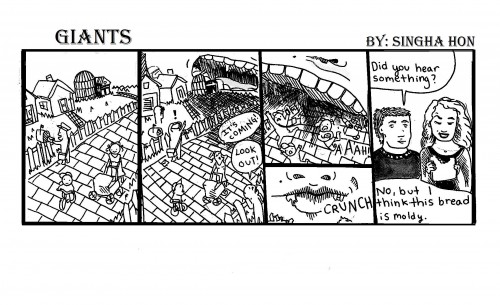 GIANTS
BY: SINGHA HON
! !
IT'S
COMING!
LOOK
OUT!
AAAH!
CRUNCH
Did you hear
something?
No, but I
think this bread
is moldy.